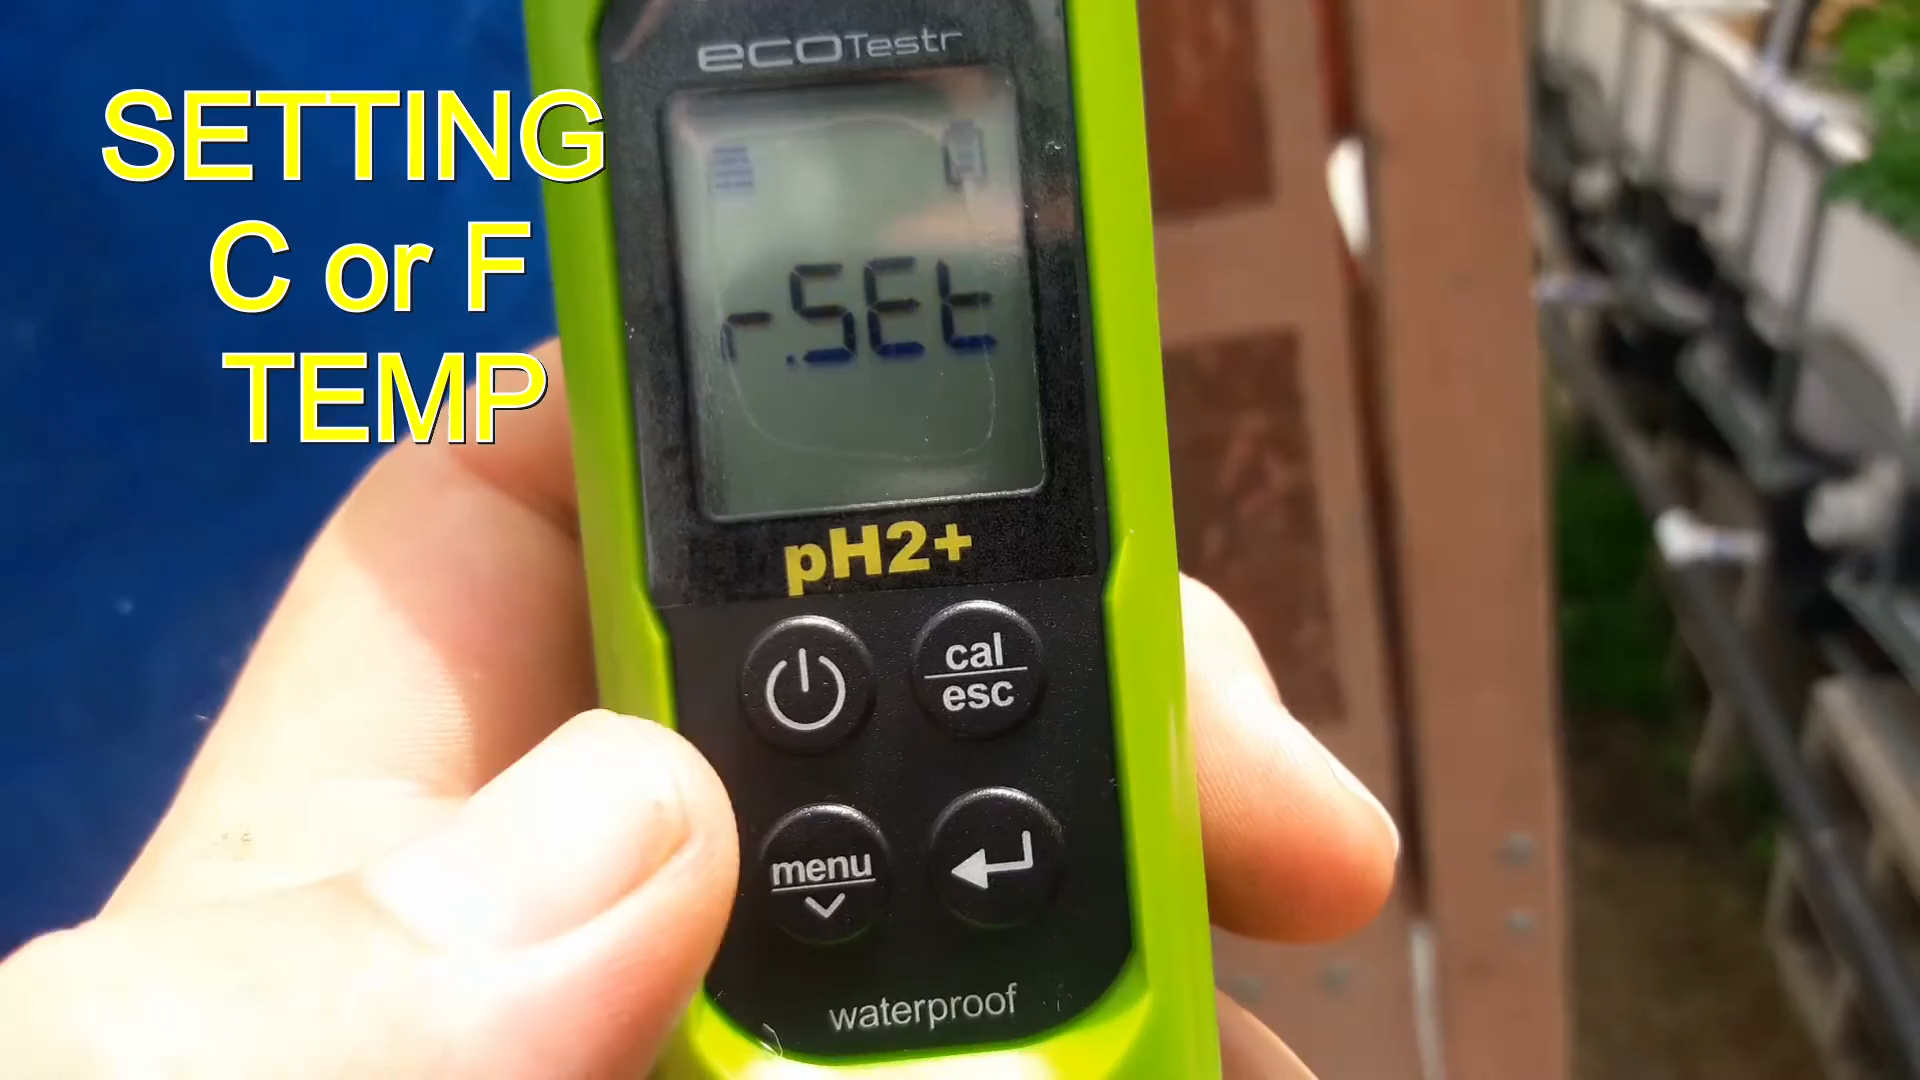 SETTING
C or F
TEMP
ecoTestr
r.SEt
pH2+
cal
esc
menu
waterproof